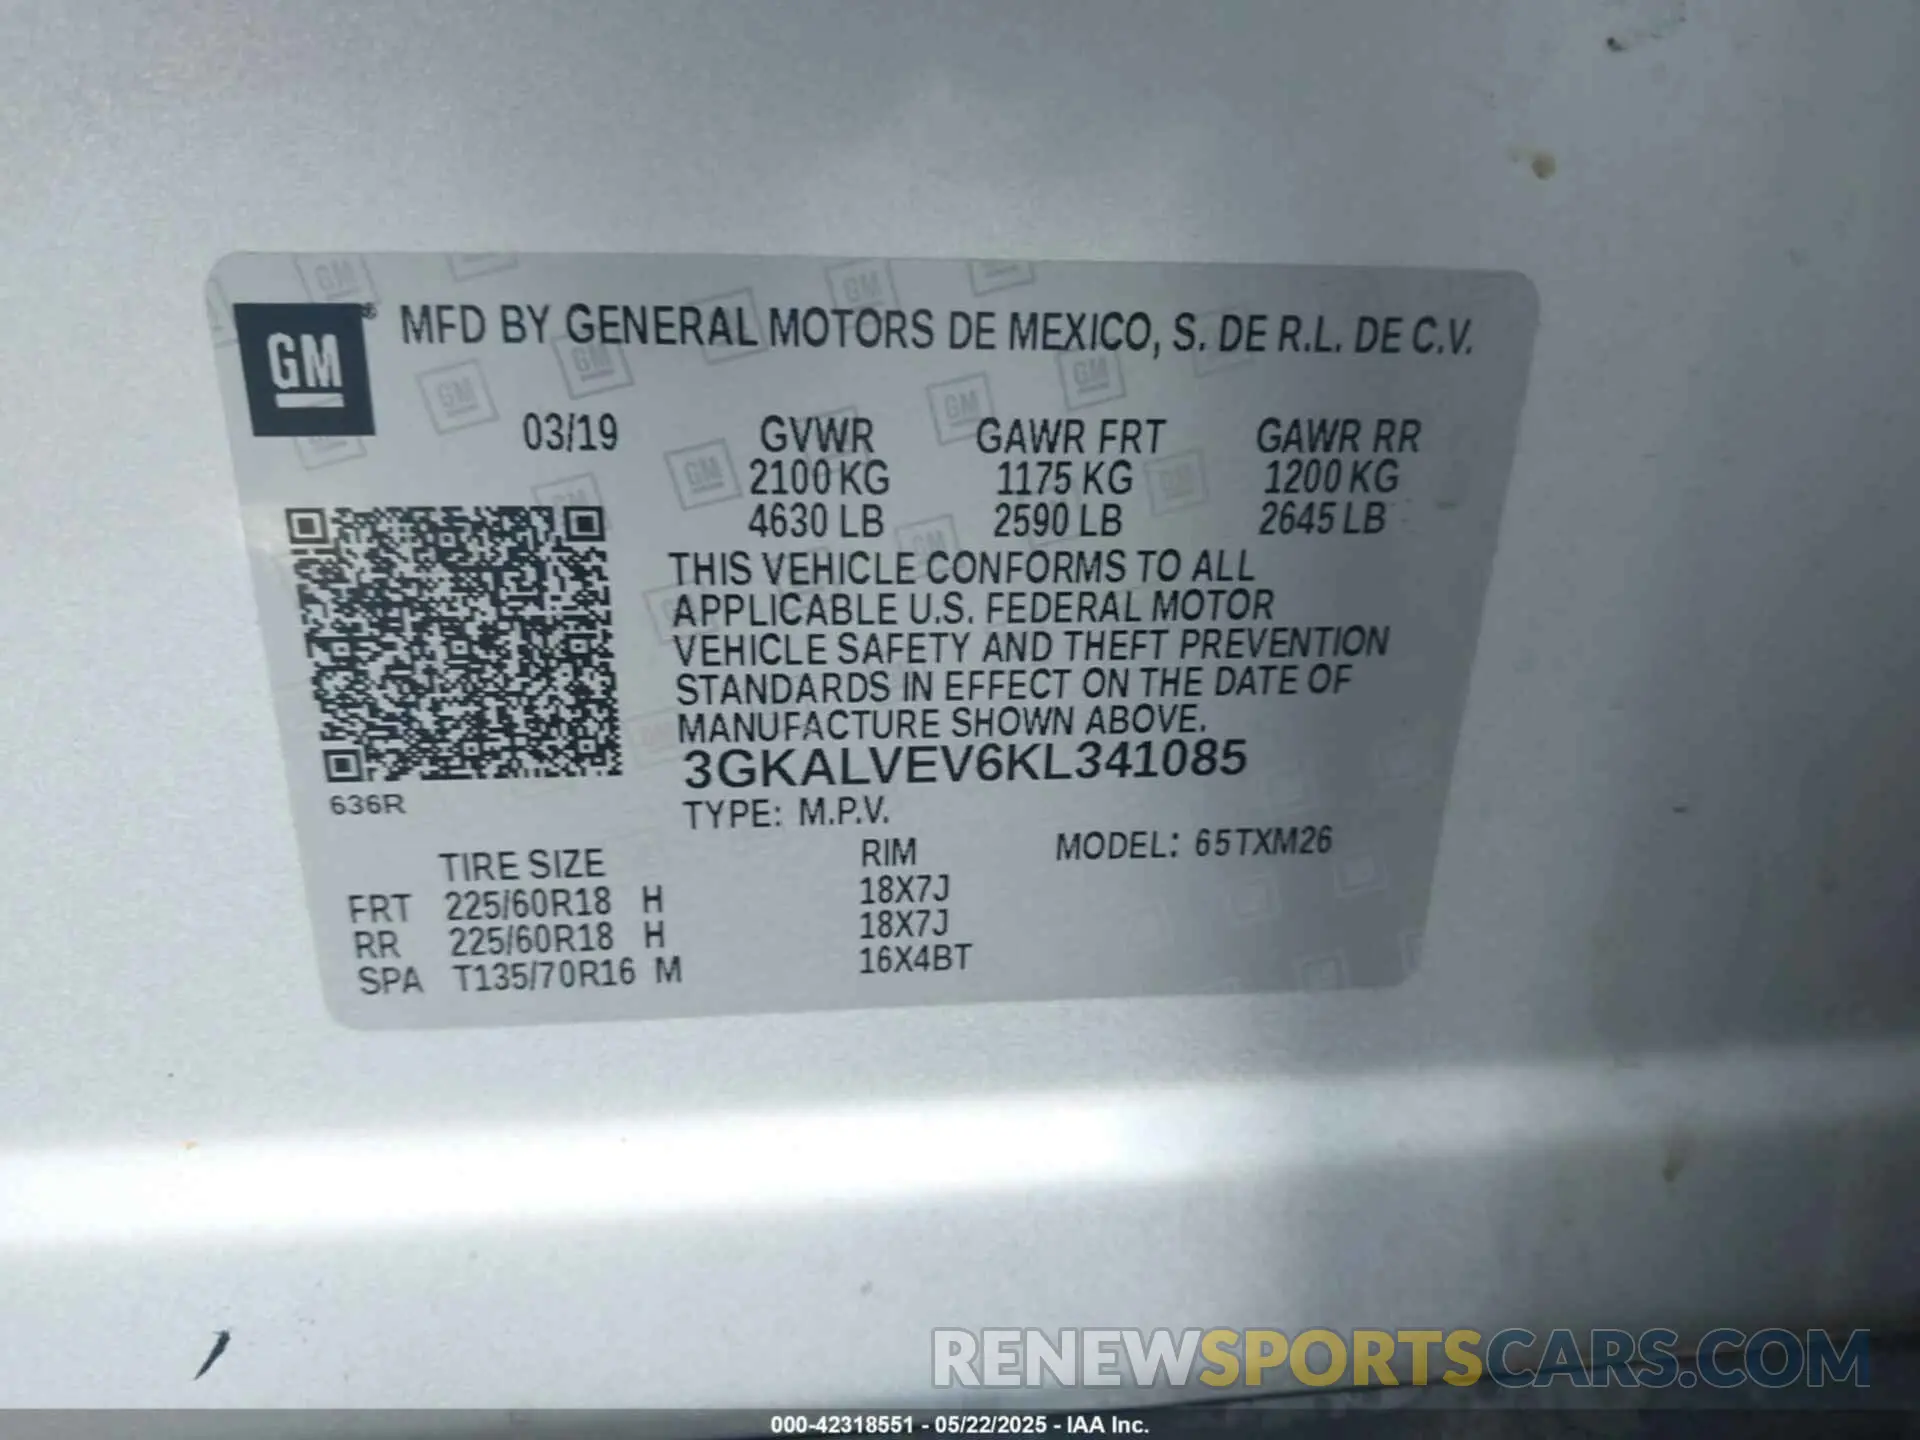 GM® MFD BY GENERAL MOTORS DE MEXICO, S. DE R.L. DE C.V.
03/19 GVWR GAWR FRT GAWR RR
2100 KG 1175 KG 1200 KG
4630 LB 2590 LB 2645 LB
THIS VEHICLE CONFORMS TO ALL
APPLICABLE U.S. FEDERAL MOTOR
VEHICLE SAFETY AND THEFT PREVENTION
STANDARDS IN EFFECT ON THE DATE OF
MANUFACTURE SHOWN ABOVE.
3GKALVEV6KL341085
636R
TYPE: M.P.V.
TIRE SIZE RIM MODEL: 65TXM26
FRT 225/60R18 H 18X7J
RR 225/60R18 H 18X7J
SPA T135/70R16 M 16X4BT
RENEWSPORTSCARS.COM
000-42318551 - 05/22/2025 - IAA Inc.